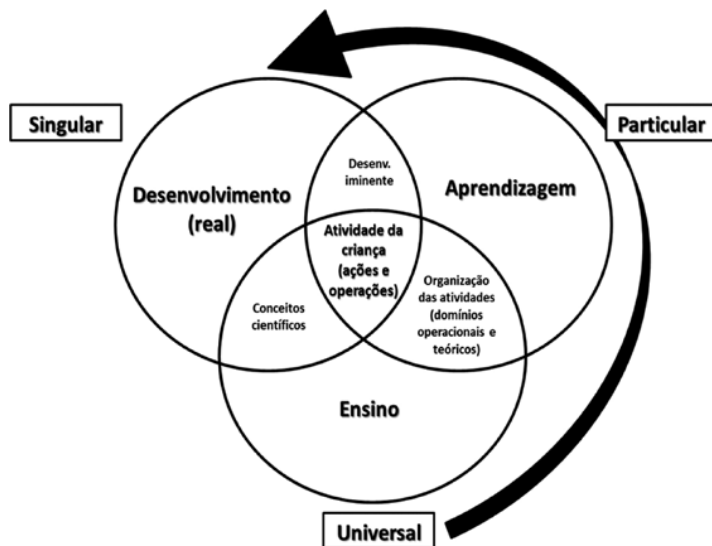 Singular
Particular
Desenv.
iminente
Desenvolvimento
(real)
Aprendizagem
Atividade da
criança
(ações e
operações)
Conceitos
científicos
Organização
das atividades
(domínios
operacionais e
teóricos)
Ensino
Universal